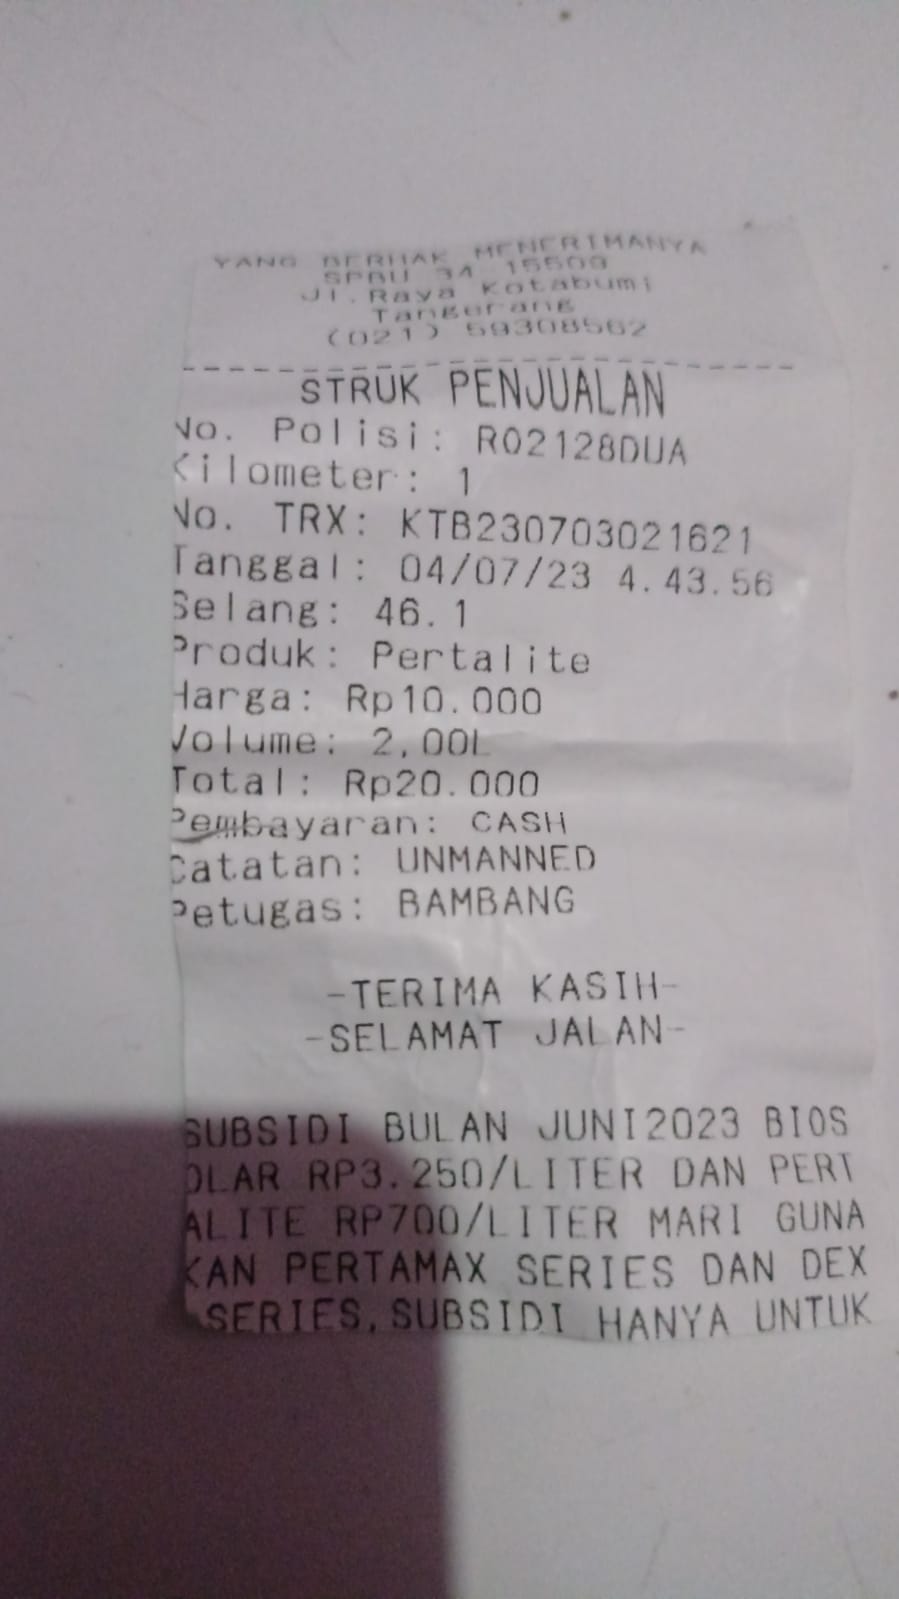 YANG BERHAK MENERIMANYA
SPBU 34 15509
Jl.Raya Kotabumi
Tangerang
(021) 59308562
STRUK PENJUALAN
No. Polisi: R02128DUA
Kilometer: 1
No. TRX: KTB230703021621
Tanggal: 04/07/23 4.43.56
Selang: 46.1
Produk: Pertalite
Harga: Rp10.000
Volume: 2,00L
Total: Rp20.000
Pembayaran: CASH
Catatan: UNMANNED
Petugas: BAMBANG
-TERIMA KASIH-
-SELAMAT JALAN-
SUBSIDI BULAN JUNI2023 BIOS
OLAR RP3.250/LITER DAN PERT
ALITE RP700/LITER MARI GUNA
KAN PERTAMAX SERIES DAN DEX
SERIES.SUBSIDI HANYA UNTUK